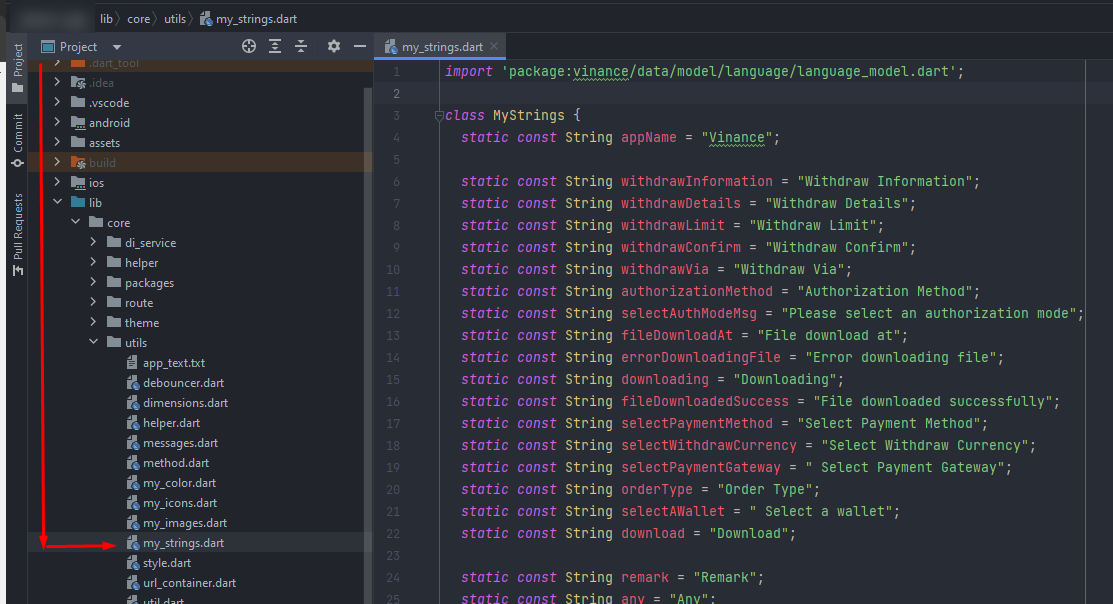 lib
core
utils
my_strings.dart
Project
my_strings.dart
Project
Commit
Pull Requests
.dart_tool
.idea
.vscode
android
assets
build
ios
lib
core
di_service
helper
packages
route
theme
utils
app_text.txt
debouncer.dart
dimensions.dart
helper.dart
messages.dart
method.dart
my_color.dart
my_icons.dart
my_images.dart
my_strings.dart
style.dart
url_container.dart
util.dart
1 import 'package:vinance/data/model/language/language_model.dart';
2
3 class MyStrings {
4 static const String appName = "Vinance";
5
6 static const String withdrawInformation = "Withdraw Information";
7 static const String withdrawDetails = "Withdraw Details";
8 static const String withdrawLimit = "Withdraw Limit";
9 static const String withdrawConfirm = "Withdraw Confirm";
10 static const String withdrawVia = "Withdraw Via";
11 static const String authorizationMethod = "Authorization Method";
12 static const String selectAuthModeMsg = "Please select an authorization mode";
13 static const String fileDownloadAt = "File download at";
14 static const String errorDownloadingFile = "Error downloading file";
15 static const String downloading = "Downloading";
16 static const String fileDownloadedSuccess = "File downloaded successfully";
17 static const String selectPaymentMethod = "Select Payment Method";
18 static const String selectWithdrawCurrency = "Select Withdraw Currency";
19 static const String selectPaymentGateway = " Select Payment Gateway";
20 static const String orderType = "Order Type";
21 static const String selectAWallet = " Select a wallet";
22 static const String download = "Download";
23
24 static const String remark = "Remark";
25 static const String any = "Any";